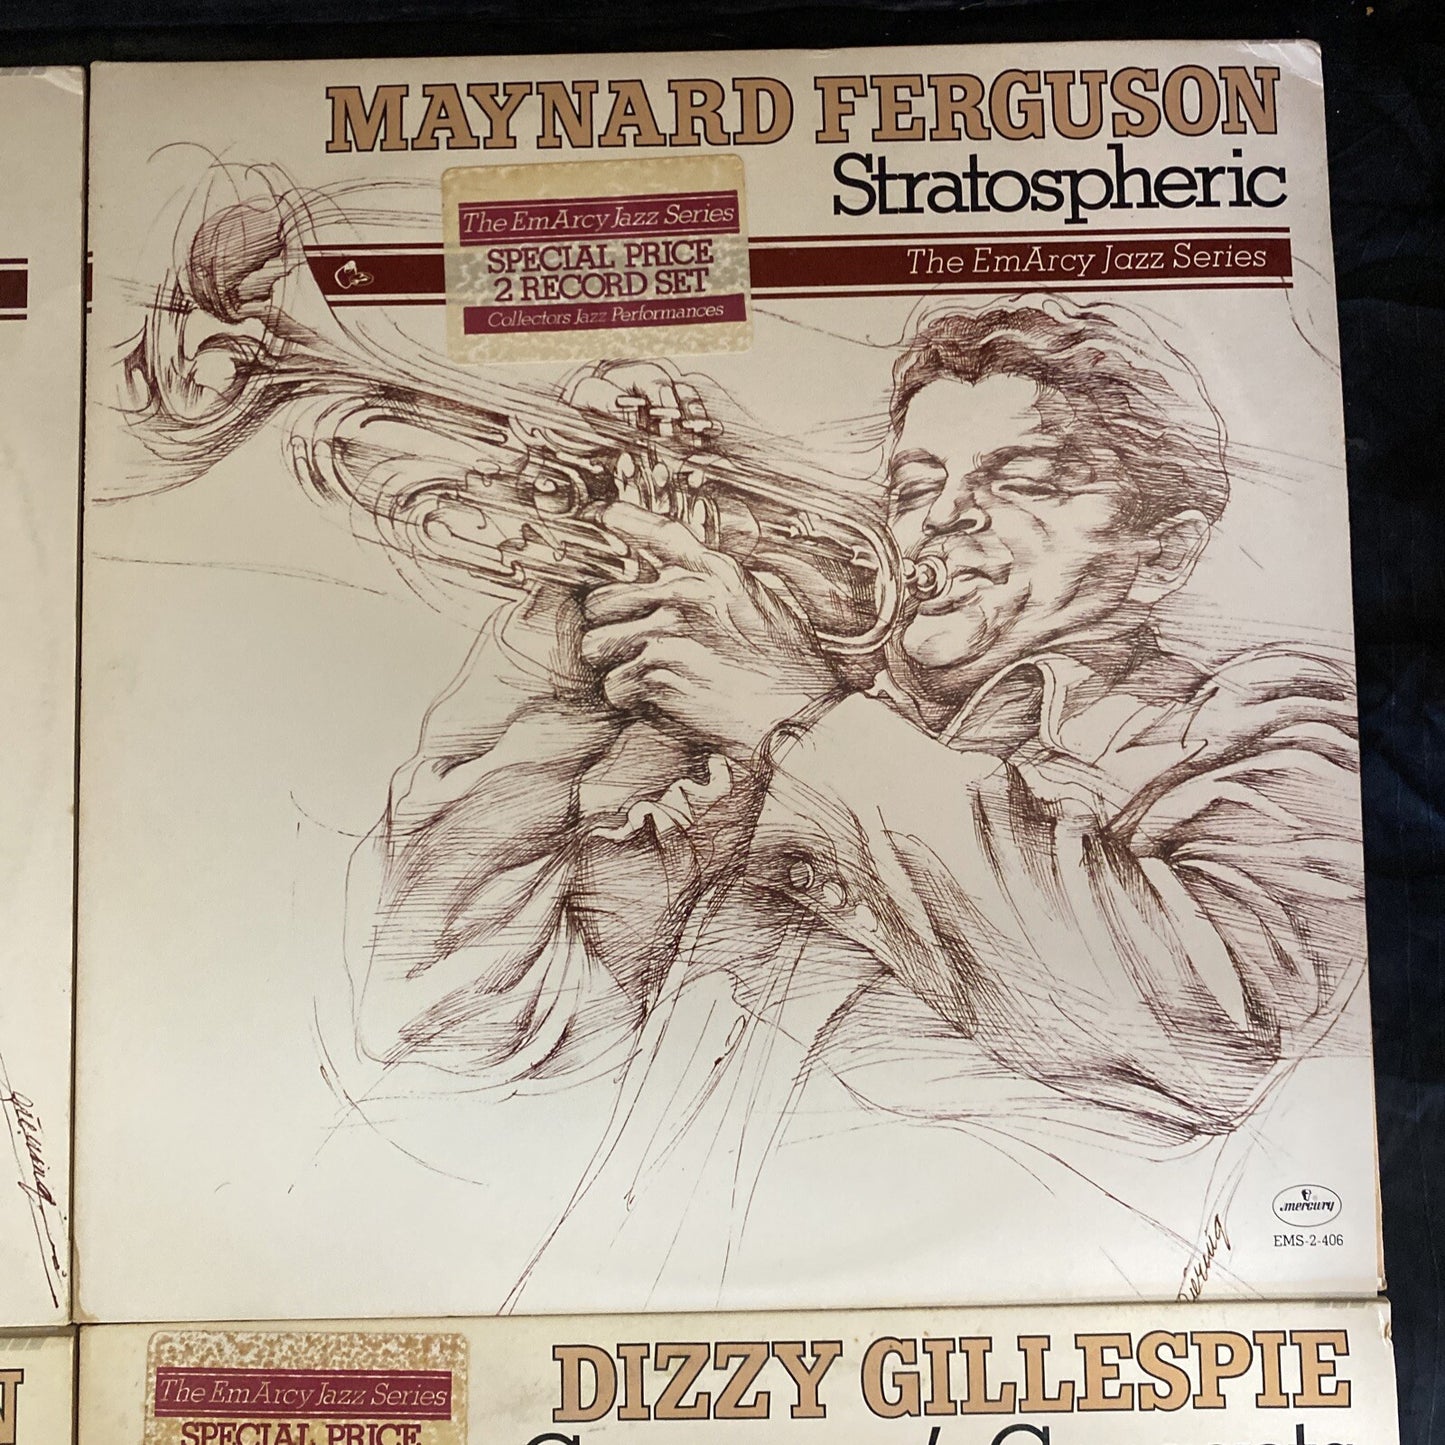 MAYNARD FERGUSON
Stratospheric
The EmArcy Jazz Series
The EmArcy Jazz Series
SPECIAL PRICE
2 RECORD SET
Collectors Jazz Performances
mercury
EMS-2-406
The EmArcy Jazz Series
SPECIAL PRICE
DIZZY GILLESPIE
N